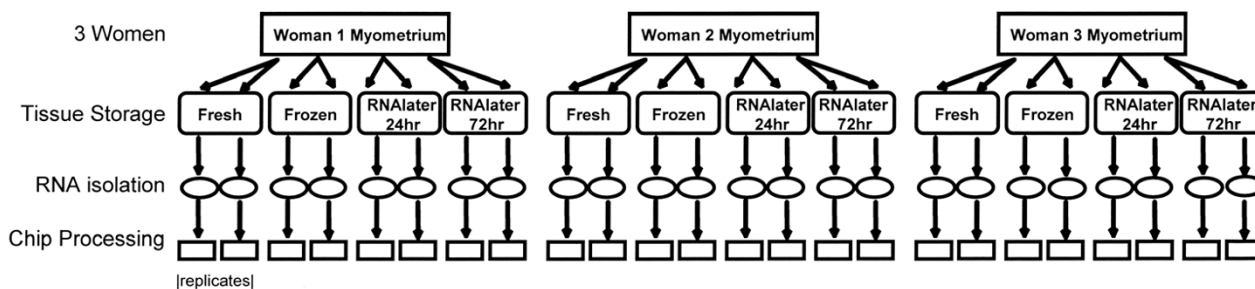 3 Women
Woman 1 Myometrium
Woman 2 Myometrium
Woman 3 Myometrium
Tissue Storage
Fresh
Frozen
RNAlater
24hr
RNAlater
72hr
Fresh
Frozen
RNAlater
24hr
RNAlater
72hr
Fresh
Frozen
RNAlater
24hr
RNAlater
72hr
RNA isolation
Chip Processing
|replicates|